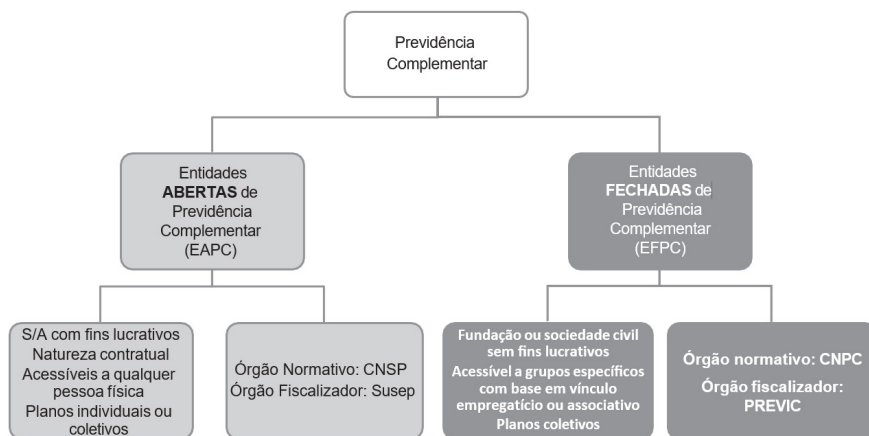 Previdência
Complementar
Entidades
ABERTAS de
Previdência
Complementar
(EAPC)
Entidades
FECHADAS de
Previdência
Complementar
(EFPC)
S/A com fins lucrativos
Natureza contratual
Acessíveis a qualquer
pessoa física
Planos individuais ou
coletivos
Órgão Normativo: CNSP
Órgão Fiscalizador: Susep
Fundação ou sociedade civil
sem fins lucrativos
Acessível a grupos específicos
com base em vínculo
empregatício ou associativo
Planos coletivos
Órgão normativo: CNPC
Órgão fiscalizador:
PREVIC